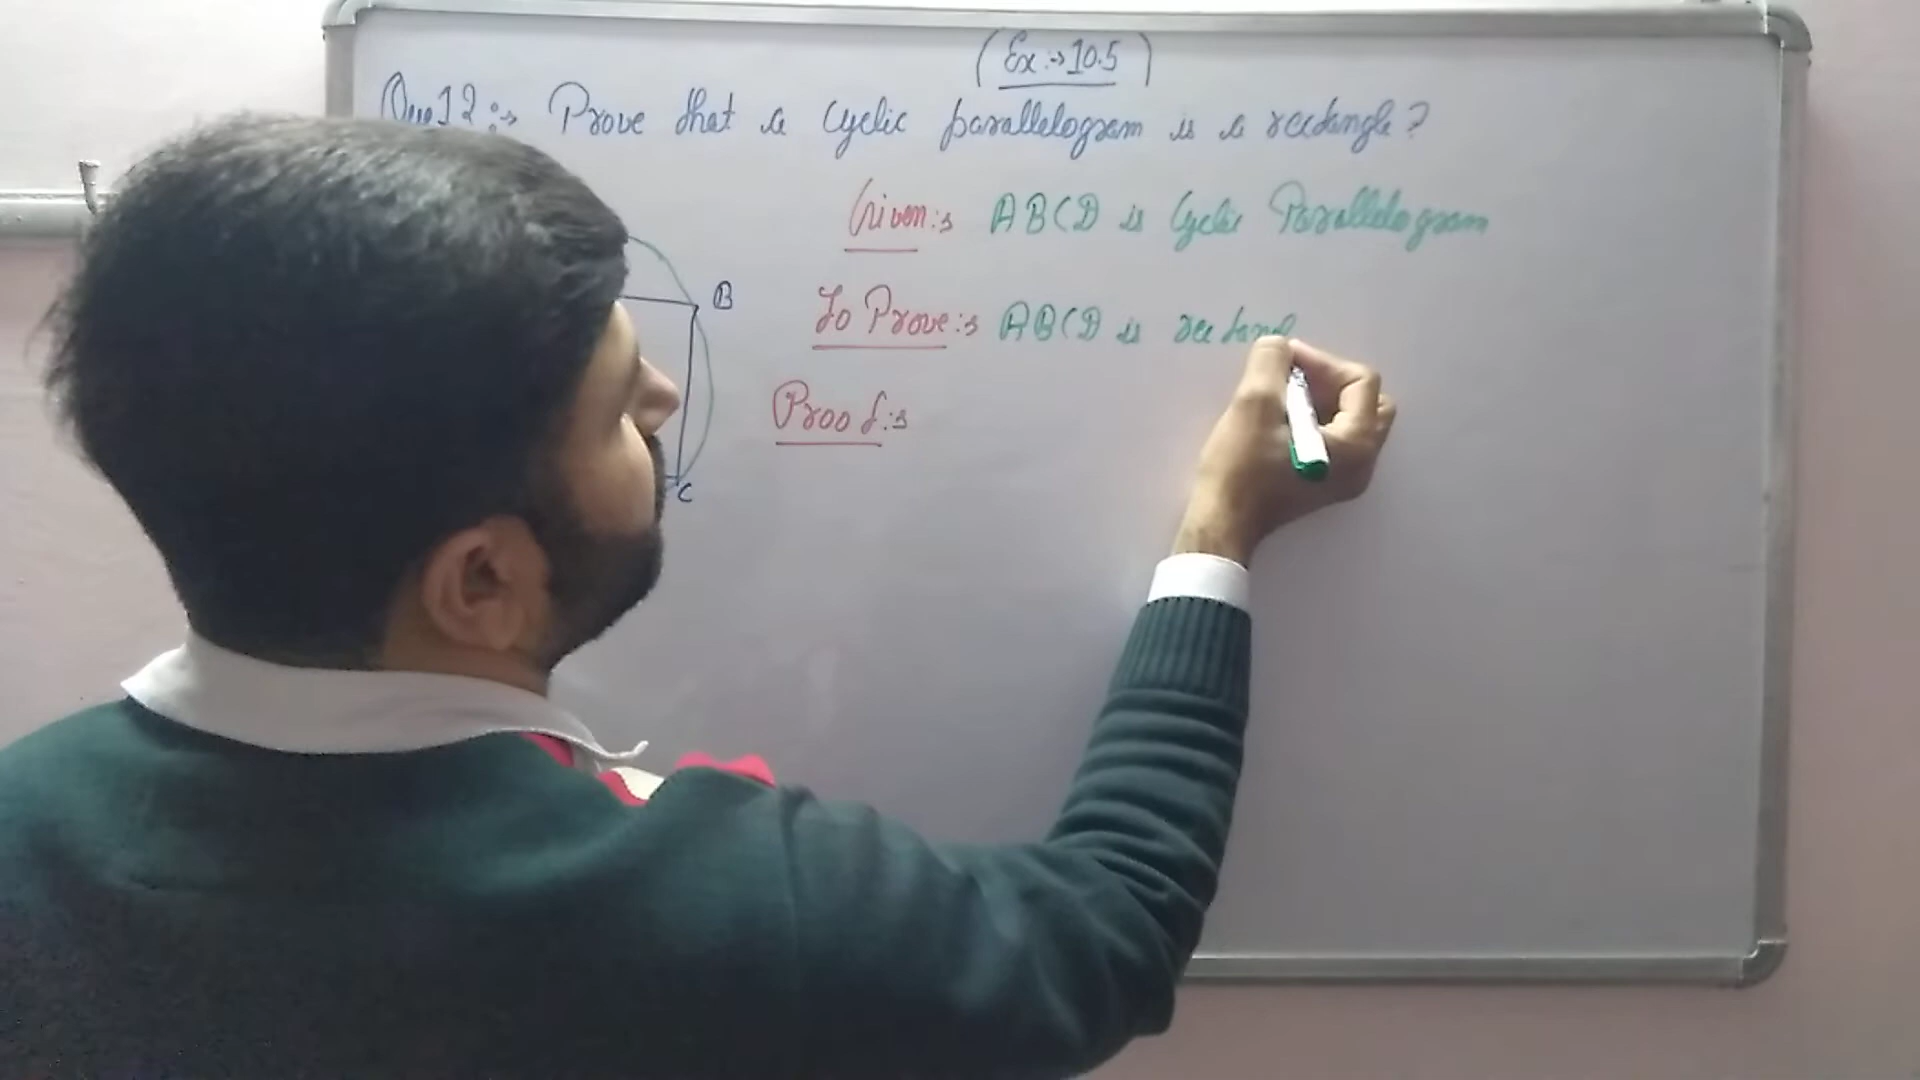 (Ex:→10.5)
Que12:→ Prove that a cyclic parallelogram is a rectangle?
Given:→ ABCD is Cyclic Parallelogram
B
To Prove:→ ABCD is rectang
Proof:→
C